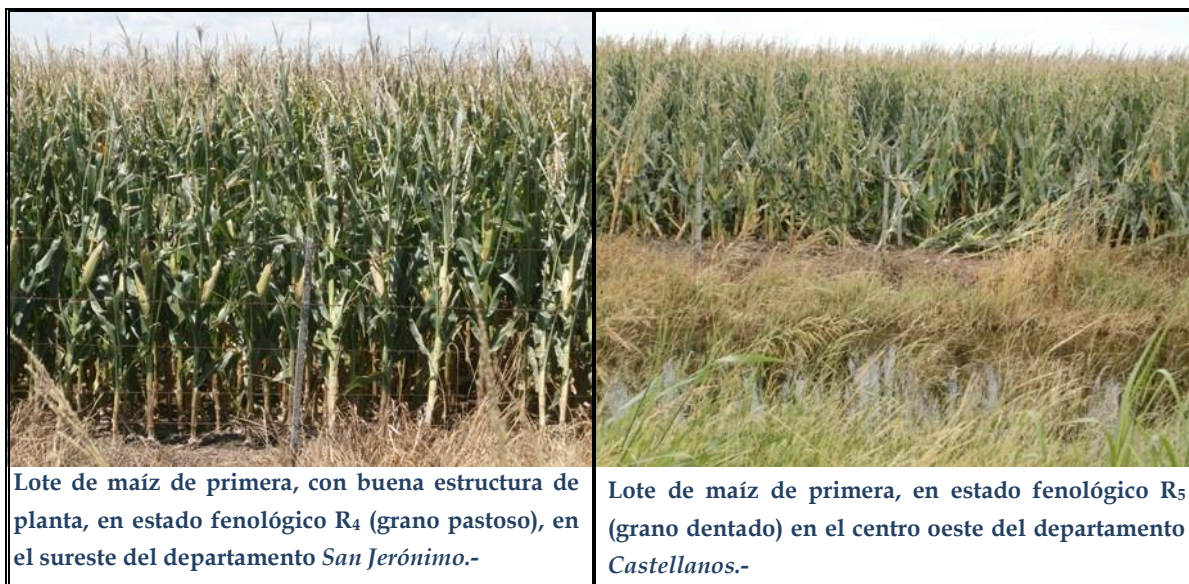 Lote de maíz de primera, con buena estructura de
planta, en estado fenológico R₄ (grano pastoso), en
el sureste del departamento San Jerónimo.-
Lote de maíz de primera, en estado fenológico R₅
(grano dentado) en el centro oeste del departamento
Castellanos.-